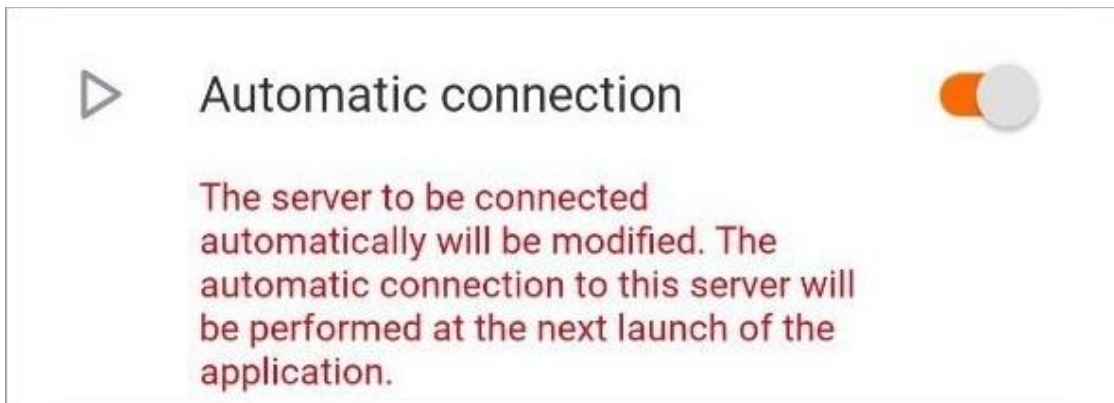 Automatic connection
The server to be connected
automatically will be modified. The
automatic connection to this server will
be performed at the next launch of the
application.